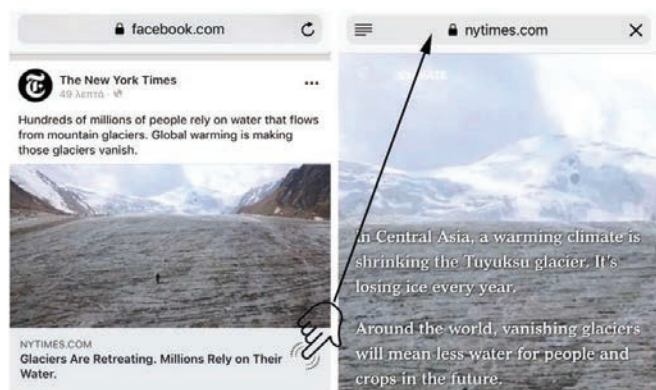 facebook.com
The New York Times
49 λεπτά ·
Hundreds of millions of people rely on water that flows
from mountain glaciers. Global warming is making
those glaciers vanish.
NYTIMES.COM
Glaciers Are Retreating. Millions Rely on Their
Water.
nytimes.com
CLIMATE
in Central Asia, a warming climate is
shrinking the Tuyuksu glacier. It's
losing ice every year.
Around the world, vanishing glaciers
will mean less water for people and
crops in the future.